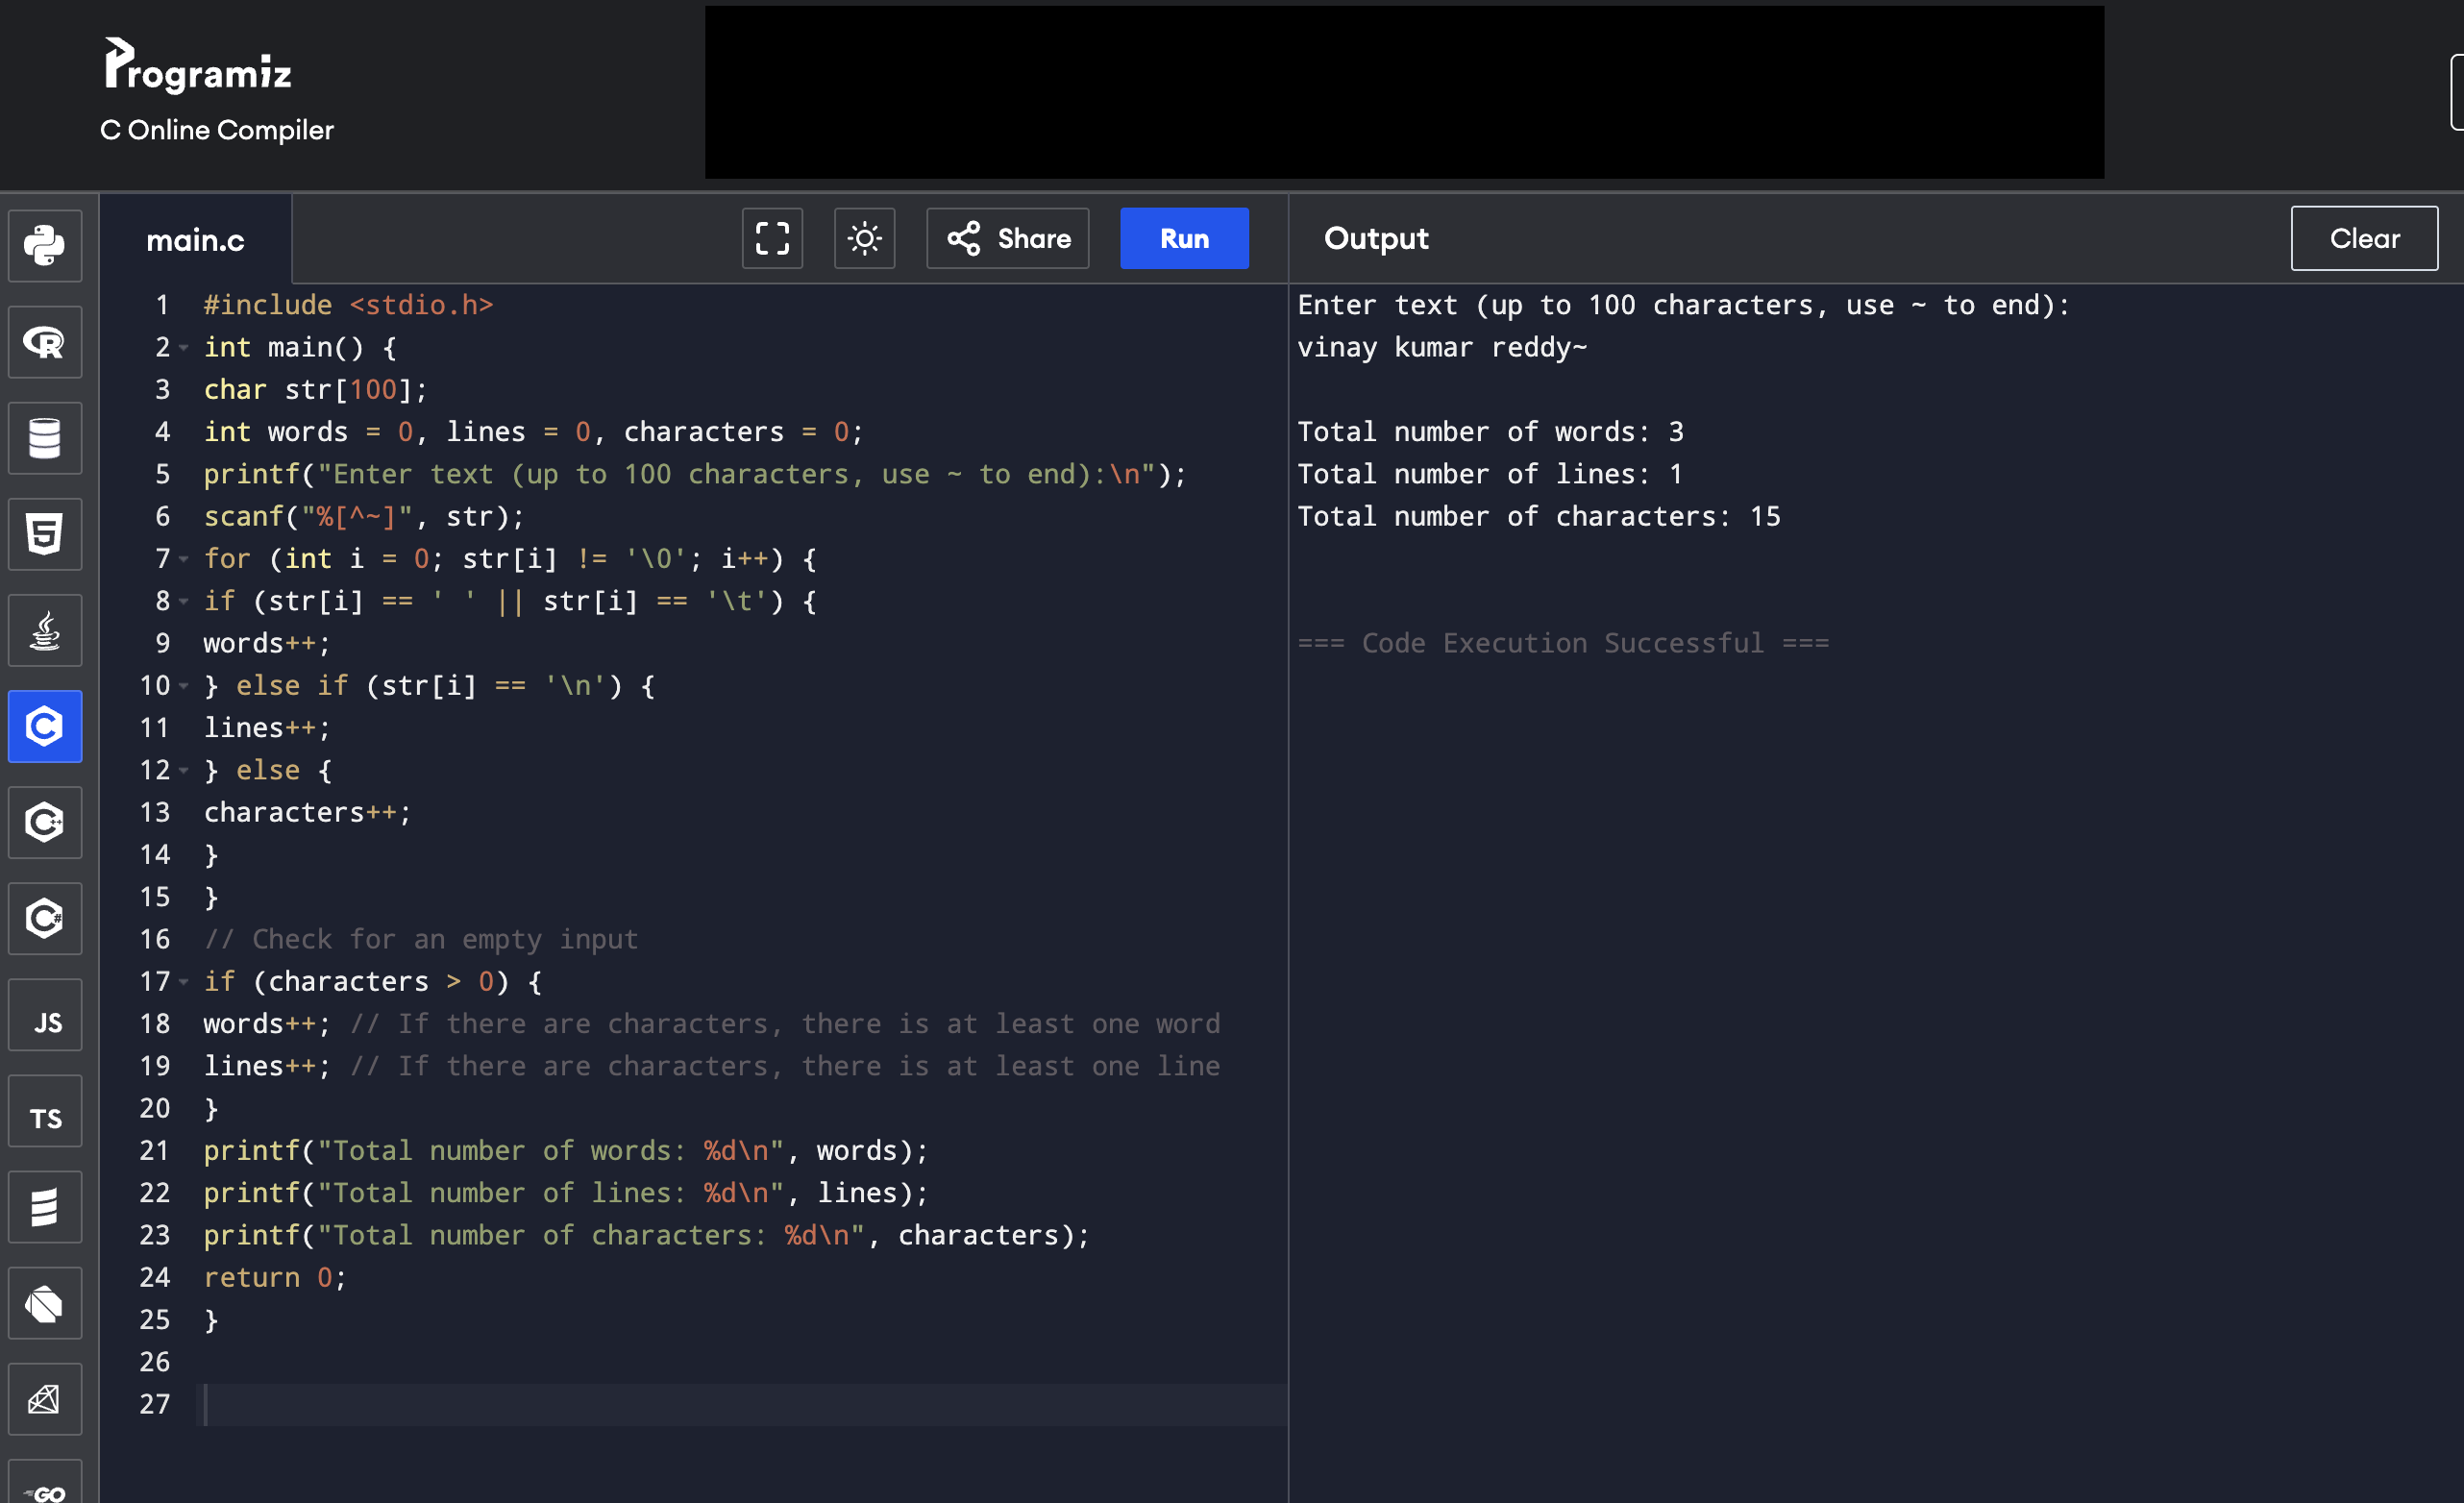 Programiz
C Online Compiler
main.c
Share
Run
Output
Clear
1 #include <stdio.h>
2 int main() {
3 char str[100];
4 int words = 0, lines = 0, characters = 0;
5 printf("Enter text (up to 100 characters, use ~ to end):\n");
6 scanf("%[^~]", str);
7 for (int i = 0; str[i] != '\0'; i++) {
8 if (str[i] == ' ' || str[i] == '\t') {
9 words++;
10 } else if (str[i] == '\n') {
11 lines++;
12 } else {
13 characters++;
14 }
15 }
16 // Check for an empty input
17 if (characters > 0) {
18 words++; // If there are characters, there is at least one word
19 lines++; // If there are characters, there is at least one line
20 }
21 printf("Total number of words: %d\n", words);
22 printf("Total number of lines: %d\n", lines);
23 printf("Total number of characters: %d\n", characters);
24 return 0;
25 }
26
27
Enter text (up to 100 characters, use ~ to end):
vinay kumar reddy~
Total number of words: 3
Total number of lines: 1
Total number of characters: 15
=== Code Execution Successful ===
R
5
C
C++
C#
JS
TS
GO